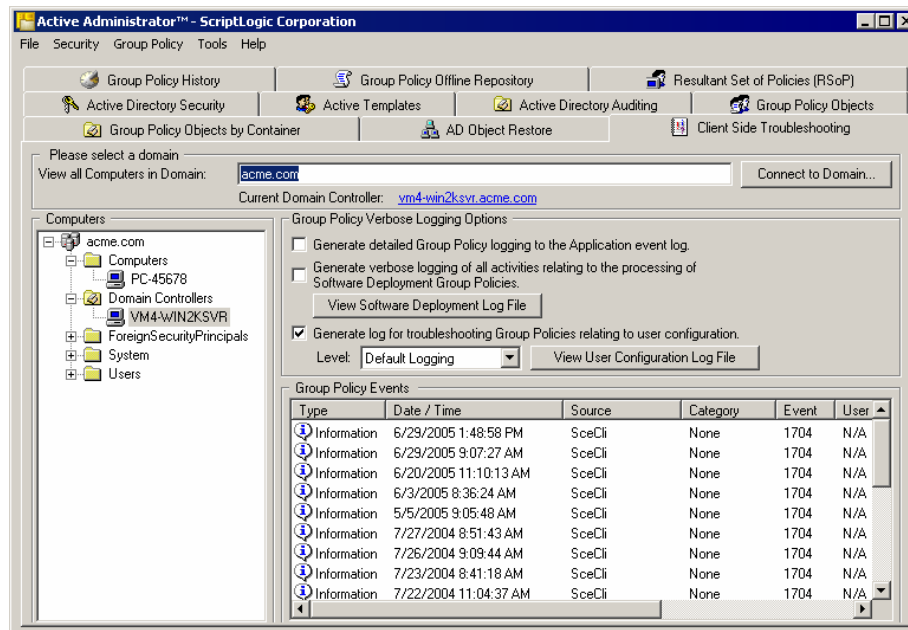 Active Administrator™ - ScriptLogic Corporation
File Security Group Policy Tools Help
Group Policy History Group Policy Offline Repository Resultant Set of Policies (RSoP)
Active Directory Security Active Templates Active Directory Auditing Group Policy Objects
Group Policy Objects by Container AD Object Restore Client Side Troubleshooting
Please select a domain
View all Computers in Domain: acme.com Connect to Domain...
Current Domain Controller: vm4-win2ksvr.acme.com
Computers
acme.com
Computers
PC-45678
Domain Controllers
VM4-WIN2KSVR
ForeignSecurityPrincipals
System
Users
Group Policy Verbose Logging Options
Generate detailed Group Policy logging to the Application event log.
Generate verbose logging of all activities relating to the processing of
Software Deployment Group Policies.
View Software Deployment Log File
Generate log for troubleshooting Group Policies relating to user configuration.
Level: Default Logging View User Configuration Log File
Group Policy Events
Type Date / Time Source Category Event User
Information 6/29/2005 1:48:58 PM SceCli None 1704 N/A
Information 6/29/2005 9:07:27 AM SceCli None 1704 N/A
Information 6/20/2005 11:10:13 AM SceCli None 1704 N/A
Information 6/3/2005 8:36:24 AM SceCli None 1704 N/A
Information 5/5/2005 9:05:48 AM SceCli None 1704 N/A
Information 7/27/2004 8:51:43 AM SceCli None 1704 N/A
Information 7/26/2004 9:09:44 AM SceCli None 1704 N/A
Information 7/23/2004 8:41:18 AM SceCli None 1704 N/A
Information 7/22/2004 11:04:37 AM SceCli None 1704 N/A